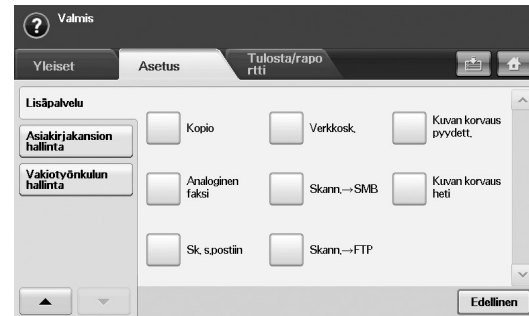 Valmis
Yleiset
Asetus
Tulosta/rapo
rtti
Lisäpalvelu
Asiakirjakansion
hallinta
Vakiotyönkulun
hallinta
Kopio
Verkkosk.
Kuvan korvaus
pyydett.
Analoginen
faksi
Skann.→SMB
Kuvan korvaus
heti
Sk. s.postiin
Skann.→FTP
Edellinen